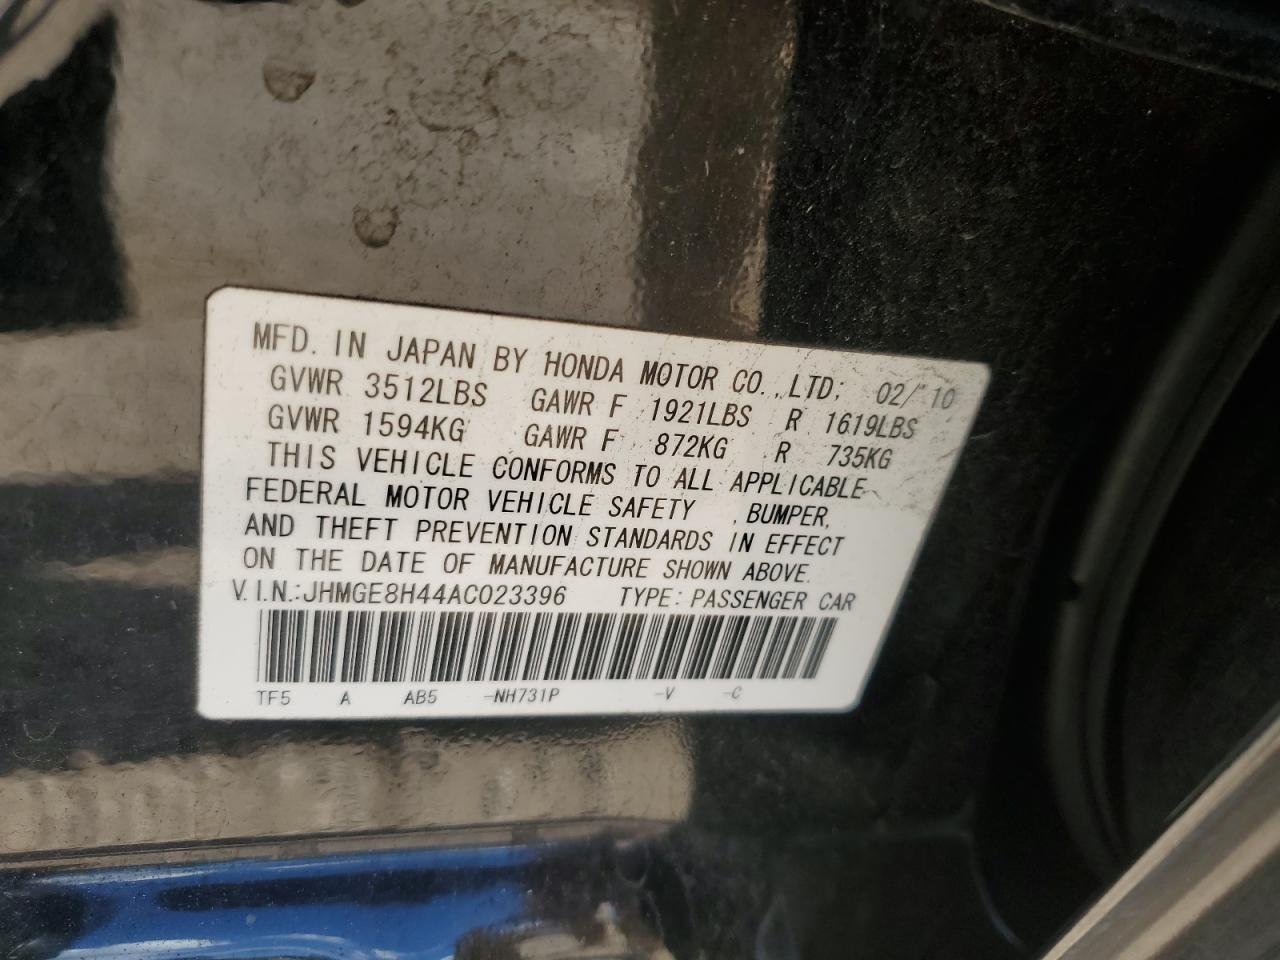 MFD. IN JAPAN BY HONDA MOTOR CO., LTD; 02/'10
GVWR 3512LBS GAWR F 1921LBS R 1619LBS
GVWR 1594KG GAWR F 872KG R 735KG
THIS VEHICLE CONFORMS TO ALL APPLICABLE
FEDERAL MOTOR VEHICLE SAFETY , BUMPER,
AND THEFT PREVENTION STANDARDS IN EFFECT
ON THE DATE OF MANUFACTURE SHOWN ABOVE.
V.I.N.:JHMGE8H44AC023396 TYPE: PASSENGER CAR
TF5 A AB5 -NH731P -V -C